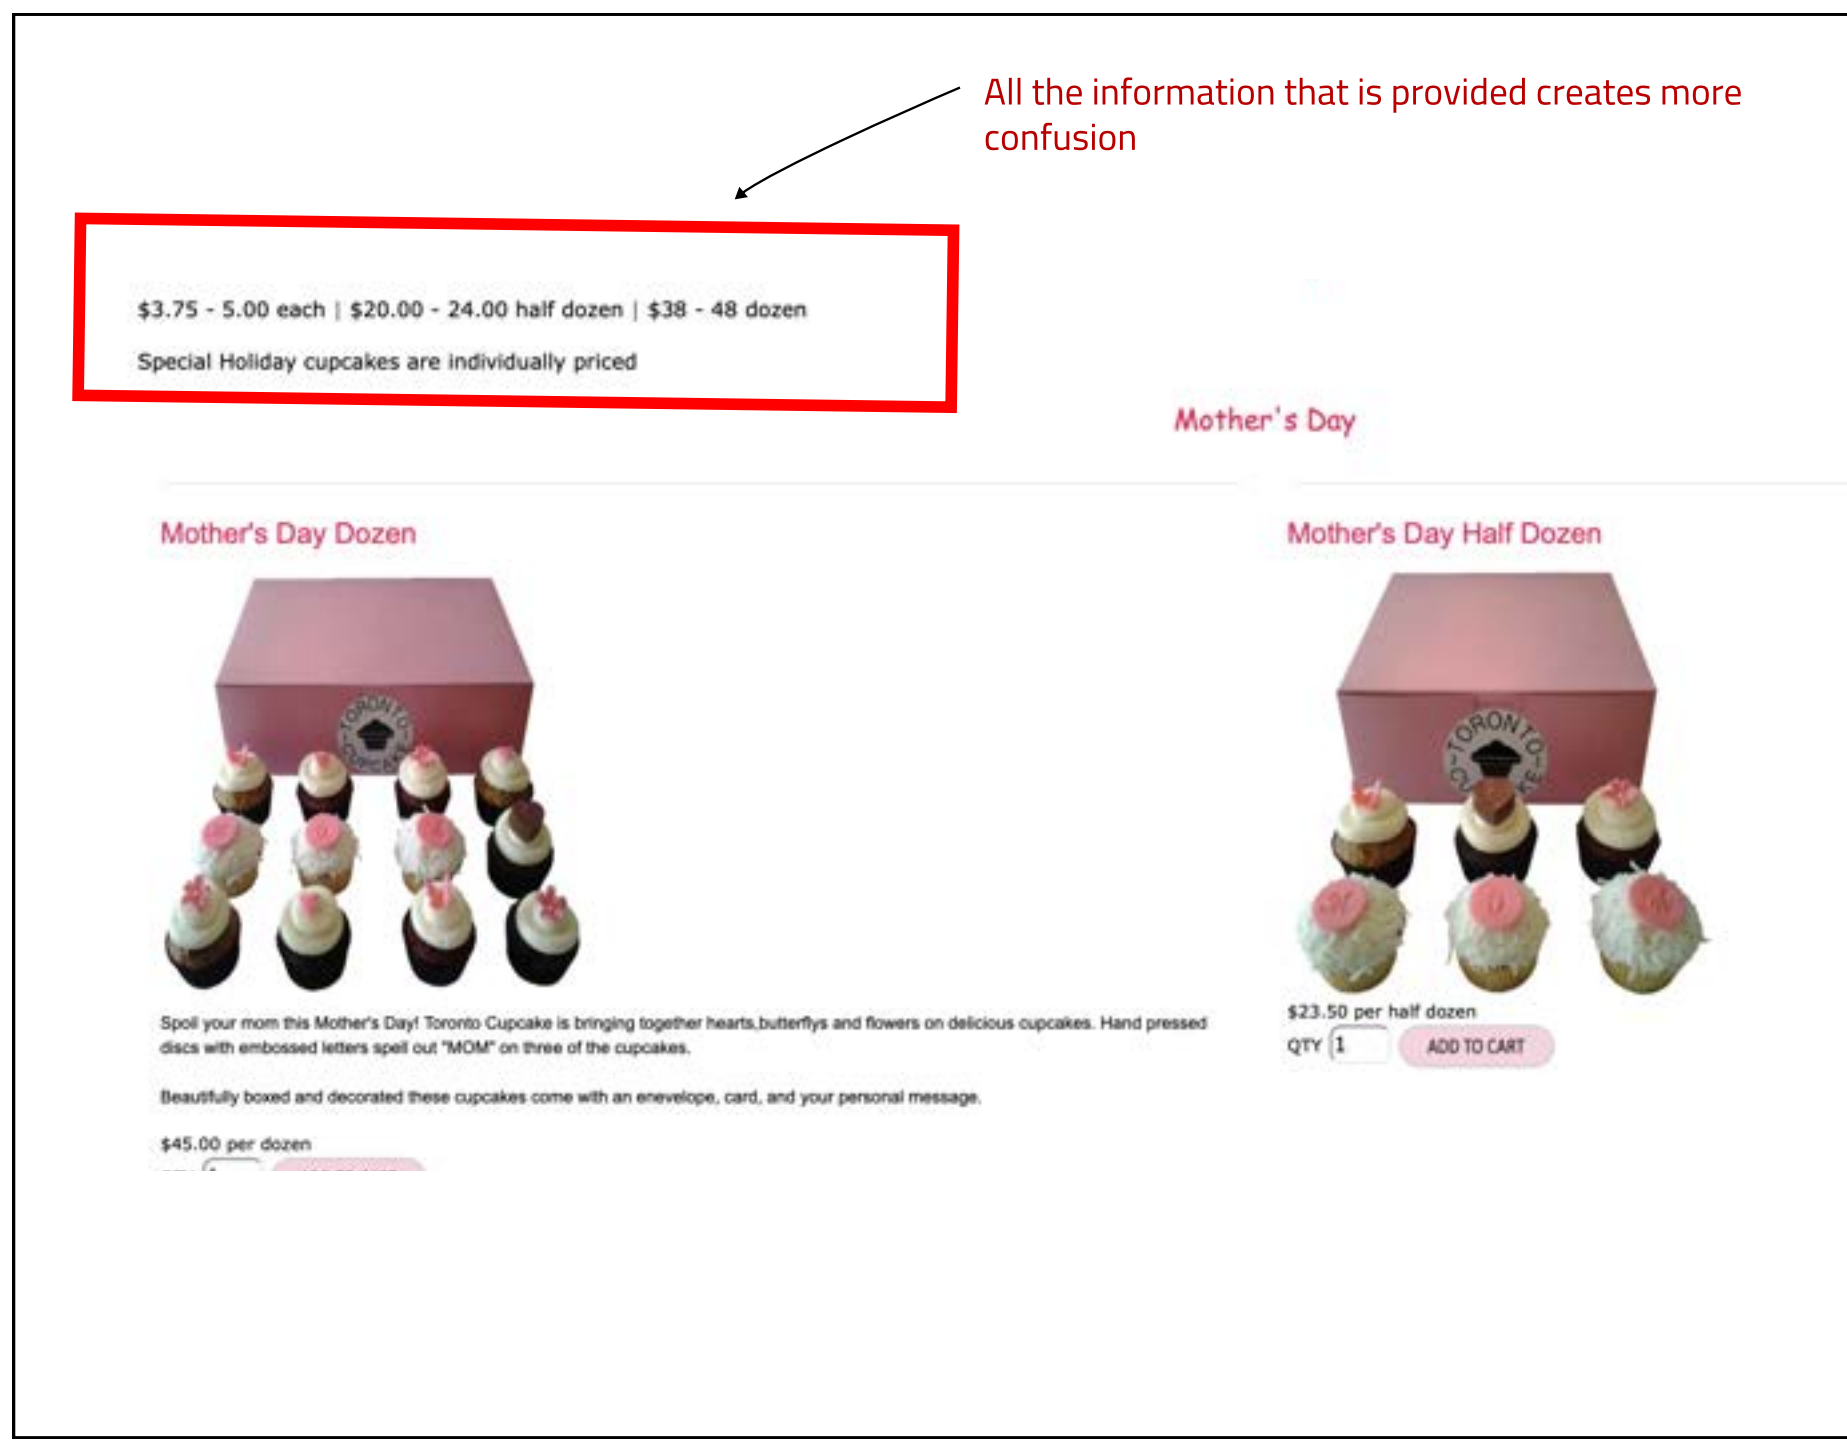 All the information that is provided creates more
confusion
$3.75 - 5.00 each | $20.00 - 24.00 half dozen | $38 - 48 dozen
Special Holiday cupcakes are individually priced
Mother's Day
Mother's Day Dozen
TORONTO
CUPCAKE
Spoil your mom this Mother's Day! Toronto Cupcake is bringing together hearts,butterflys and flowers on delicious cupcakes. Hand pressed
discs with embossed letters spell out "MOM" on three of the cupcakes.
Beautifully boxed and decorated these cupcakes come with an enevelope, card, and your personal message.
$45.00 per dozen
Mother's Day Half Dozen
TORONTO
M O M
$23.50 per half dozen
QTY 1 ADD TO CART